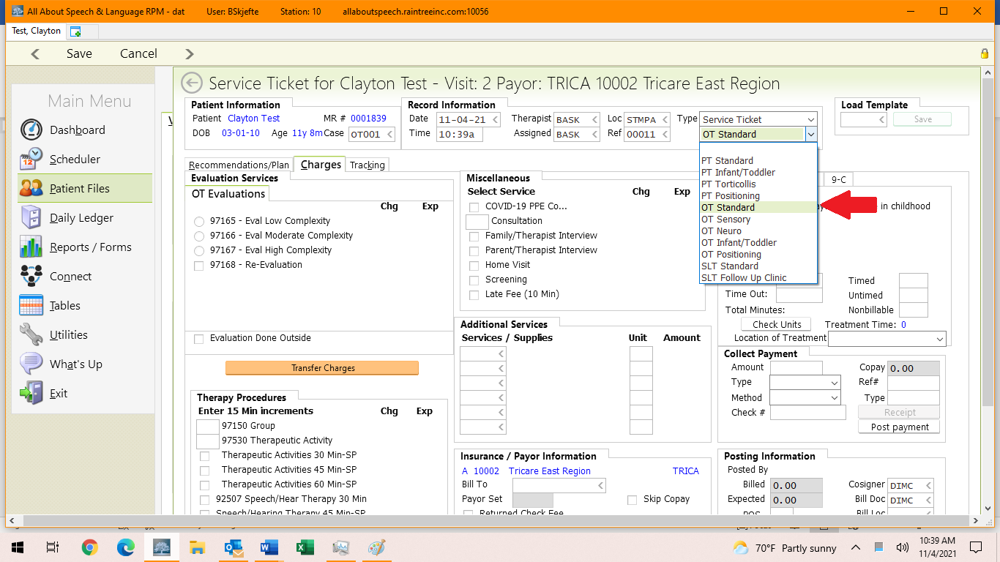 All About Speech & Language RPM - dat User: BSkjefte Station: 10 allaboutspeech.raintreeinc.com:10056
Test, Clayton
Save Cancel
Main Menu
Dashboard
Scheduler
Patient Files
Daily Ledger
Reports / Forms
Connect
Tables
Utilities
What's Up
Exit
Service Ticket for Clayton Test - Visit: 2 Payor: TRICA 10002 Tricare East Region
Patient Information
Patient Clayton Test MR # 0001839
DOB 03-01-10 Age 11y 8m Case OT001
Record Information
Date 11-04-21 Therapist BASK Loc STMPA Type Service Ticket
Time 10:39a Assigned BASK Ref 00011 OT Standard
Load Template
Save
PT Standard
PT Infant/Toddler
PT Torticollis
PT Positioning
OT Standard
OT Sensory
OT Neuro
OT Infant/Toddler
OT Positioning
SLT Standard
SLT Follow Up Clinic
Recommendations/Plan Charges Tracking
Evaluation Services
OT Evaluations
Chg Exp
97165 - Eval Low Complexity
97166 - Eval Moderate Complexity
97167 - Eval High Complexity
97168 - Re-Evaluation
Evaluation Done Outside
Transfer Charges
Therapy Procedures
Enter 15 Min increments Chg Exp
97150 Group
97530 Therapeutic Activity
Therapeutic Activities 30 Min-SP
Therapeutic Activities 45 Min-SP
Therapeutic Activities 60 Min-SP
92507 Speech/Hear Therapy 30 Min
Speech/Hearing Therapy 45 Min-SP
Miscellaneous
Select Service Chg Exp
COVID-19 PPE Co...
Consultation
Family/Therapist Interview
Parent/Therapist Interview
Home Visit
Screening
Late Fee (10 Min)
Additional Services
Services / Supplies Unit Amount
Insurance / Payor Information
A 10002 Tricare East Region TRICA
Bill To
Payor Set Skip Copay
Returned Check Fee
9-C
in childhood
Timed
Time Out: Untimed
Total Minutes: Nonbillable
Check Units Treatment Time: 0
Location of Treatment
Collect Payment
Amount Copay 0.00
Type Ref#
Method Type
Check # Receipt
Post payment
Posting Information
Posted By
Billed 0.00 Cosigner DIMC
Expected 0.00 Bill Doc DIMC
POS Bill Loc
70°F Partly sunny
10:39 AM
11/4/2021